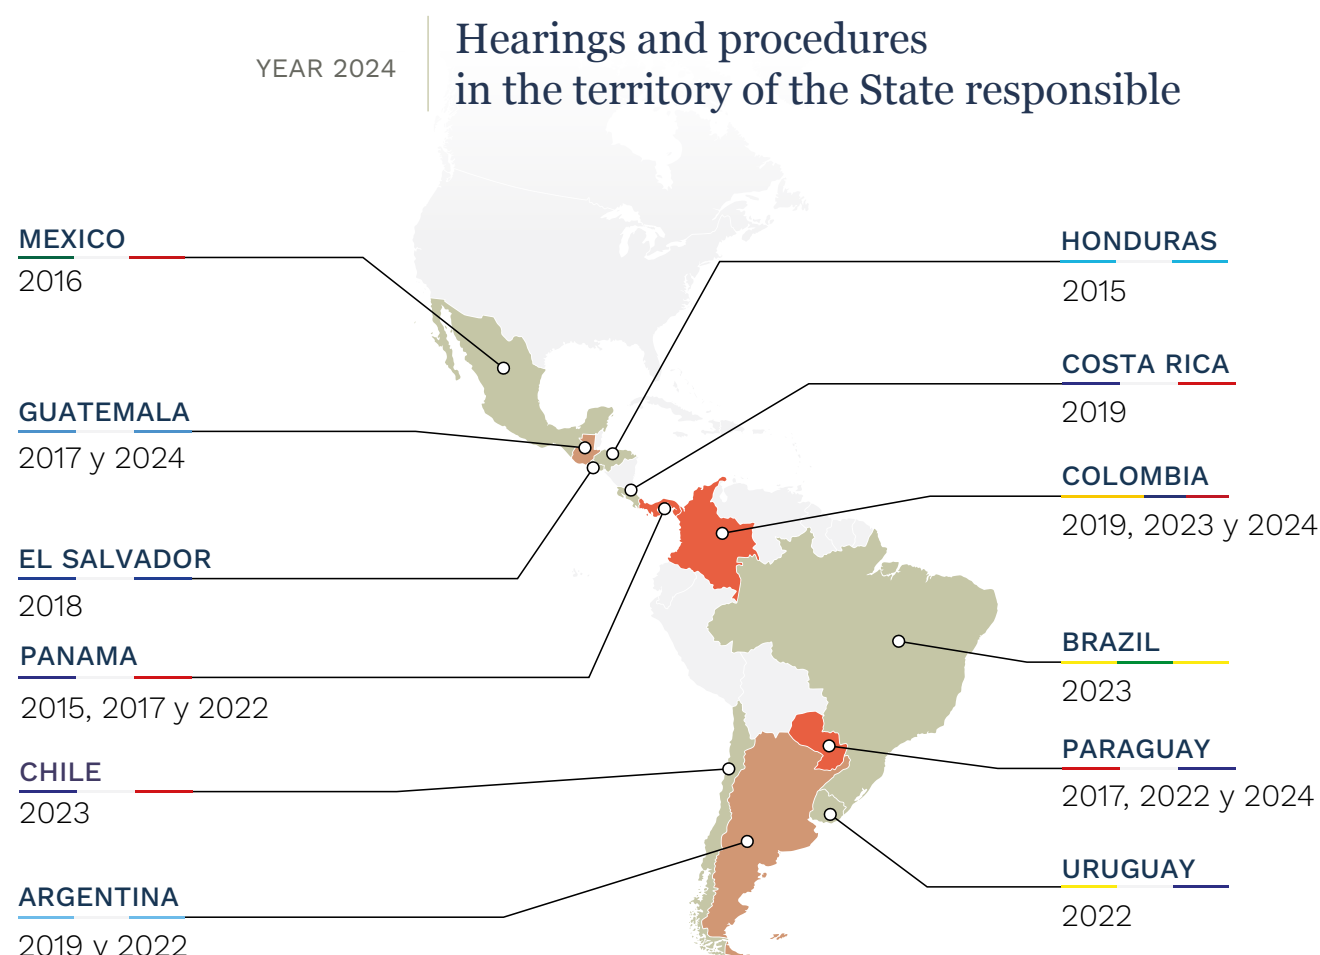 YEAR 2024
Hearings and procedures
in the territory of the State responsible
MEXICO
2016
GUATEMALA
2017 y 2024
EL SALVADOR
2018
PANAMA
2015, 2017 y 2022
CHILE
2023
ARGENTINA
2019 y 2022
HONDURAS
2015
COSTA RICA
2019
COLOMBIA
2019, 2023 y 2024
BRAZIL
2023
PARAGUAY
2017, 2022 y 2024
URUGUAY
2022